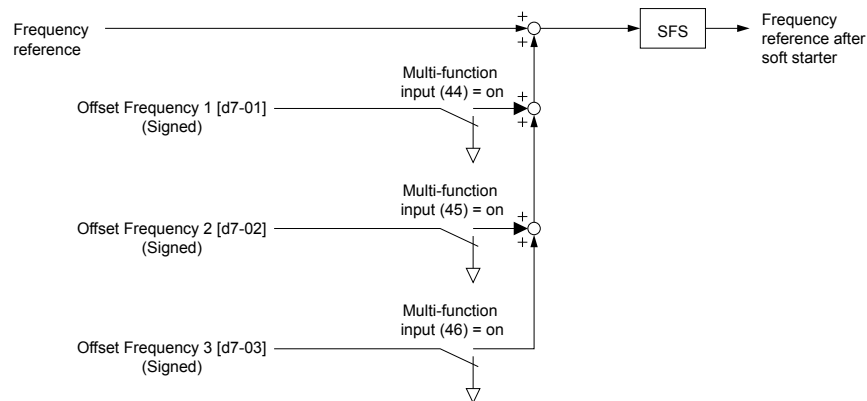 Frequency
reference
+
+
SFS
Frequency
reference after
soft starter
Multi-function
input (44) = on
Offset Frequency 1 [d7-01]
(Signed)
+
+
Multi-function
input (45) = on
Offset Frequency 2 [d7-02]
(Signed)
+
+
Multi-function
input (46) = on
Offset Frequency 3 [d7-03]
(Signed)